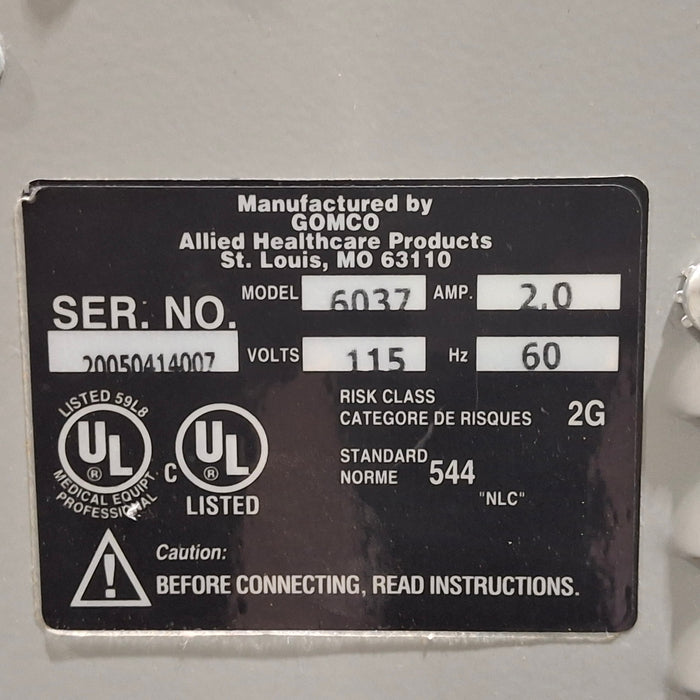 Manufactured by
GOMCO
Allied Healthcare Products
St. Louis, MO 63110
SER. NO. MODEL 6037 AMP. 2.0
20050414007 VOLTS 115 Hz 60
RISK CLASS
CATEGORE DE RISQUES 2G
STANDARD
NORME 544
"NLC"
LISTED 59L8
UL ®
MEDICAL EQUIPT
PROFESSIONAL
C UL ®
LISTED
Caution:
BEFORE CONNECTING, READ INSTRUCTIONS.